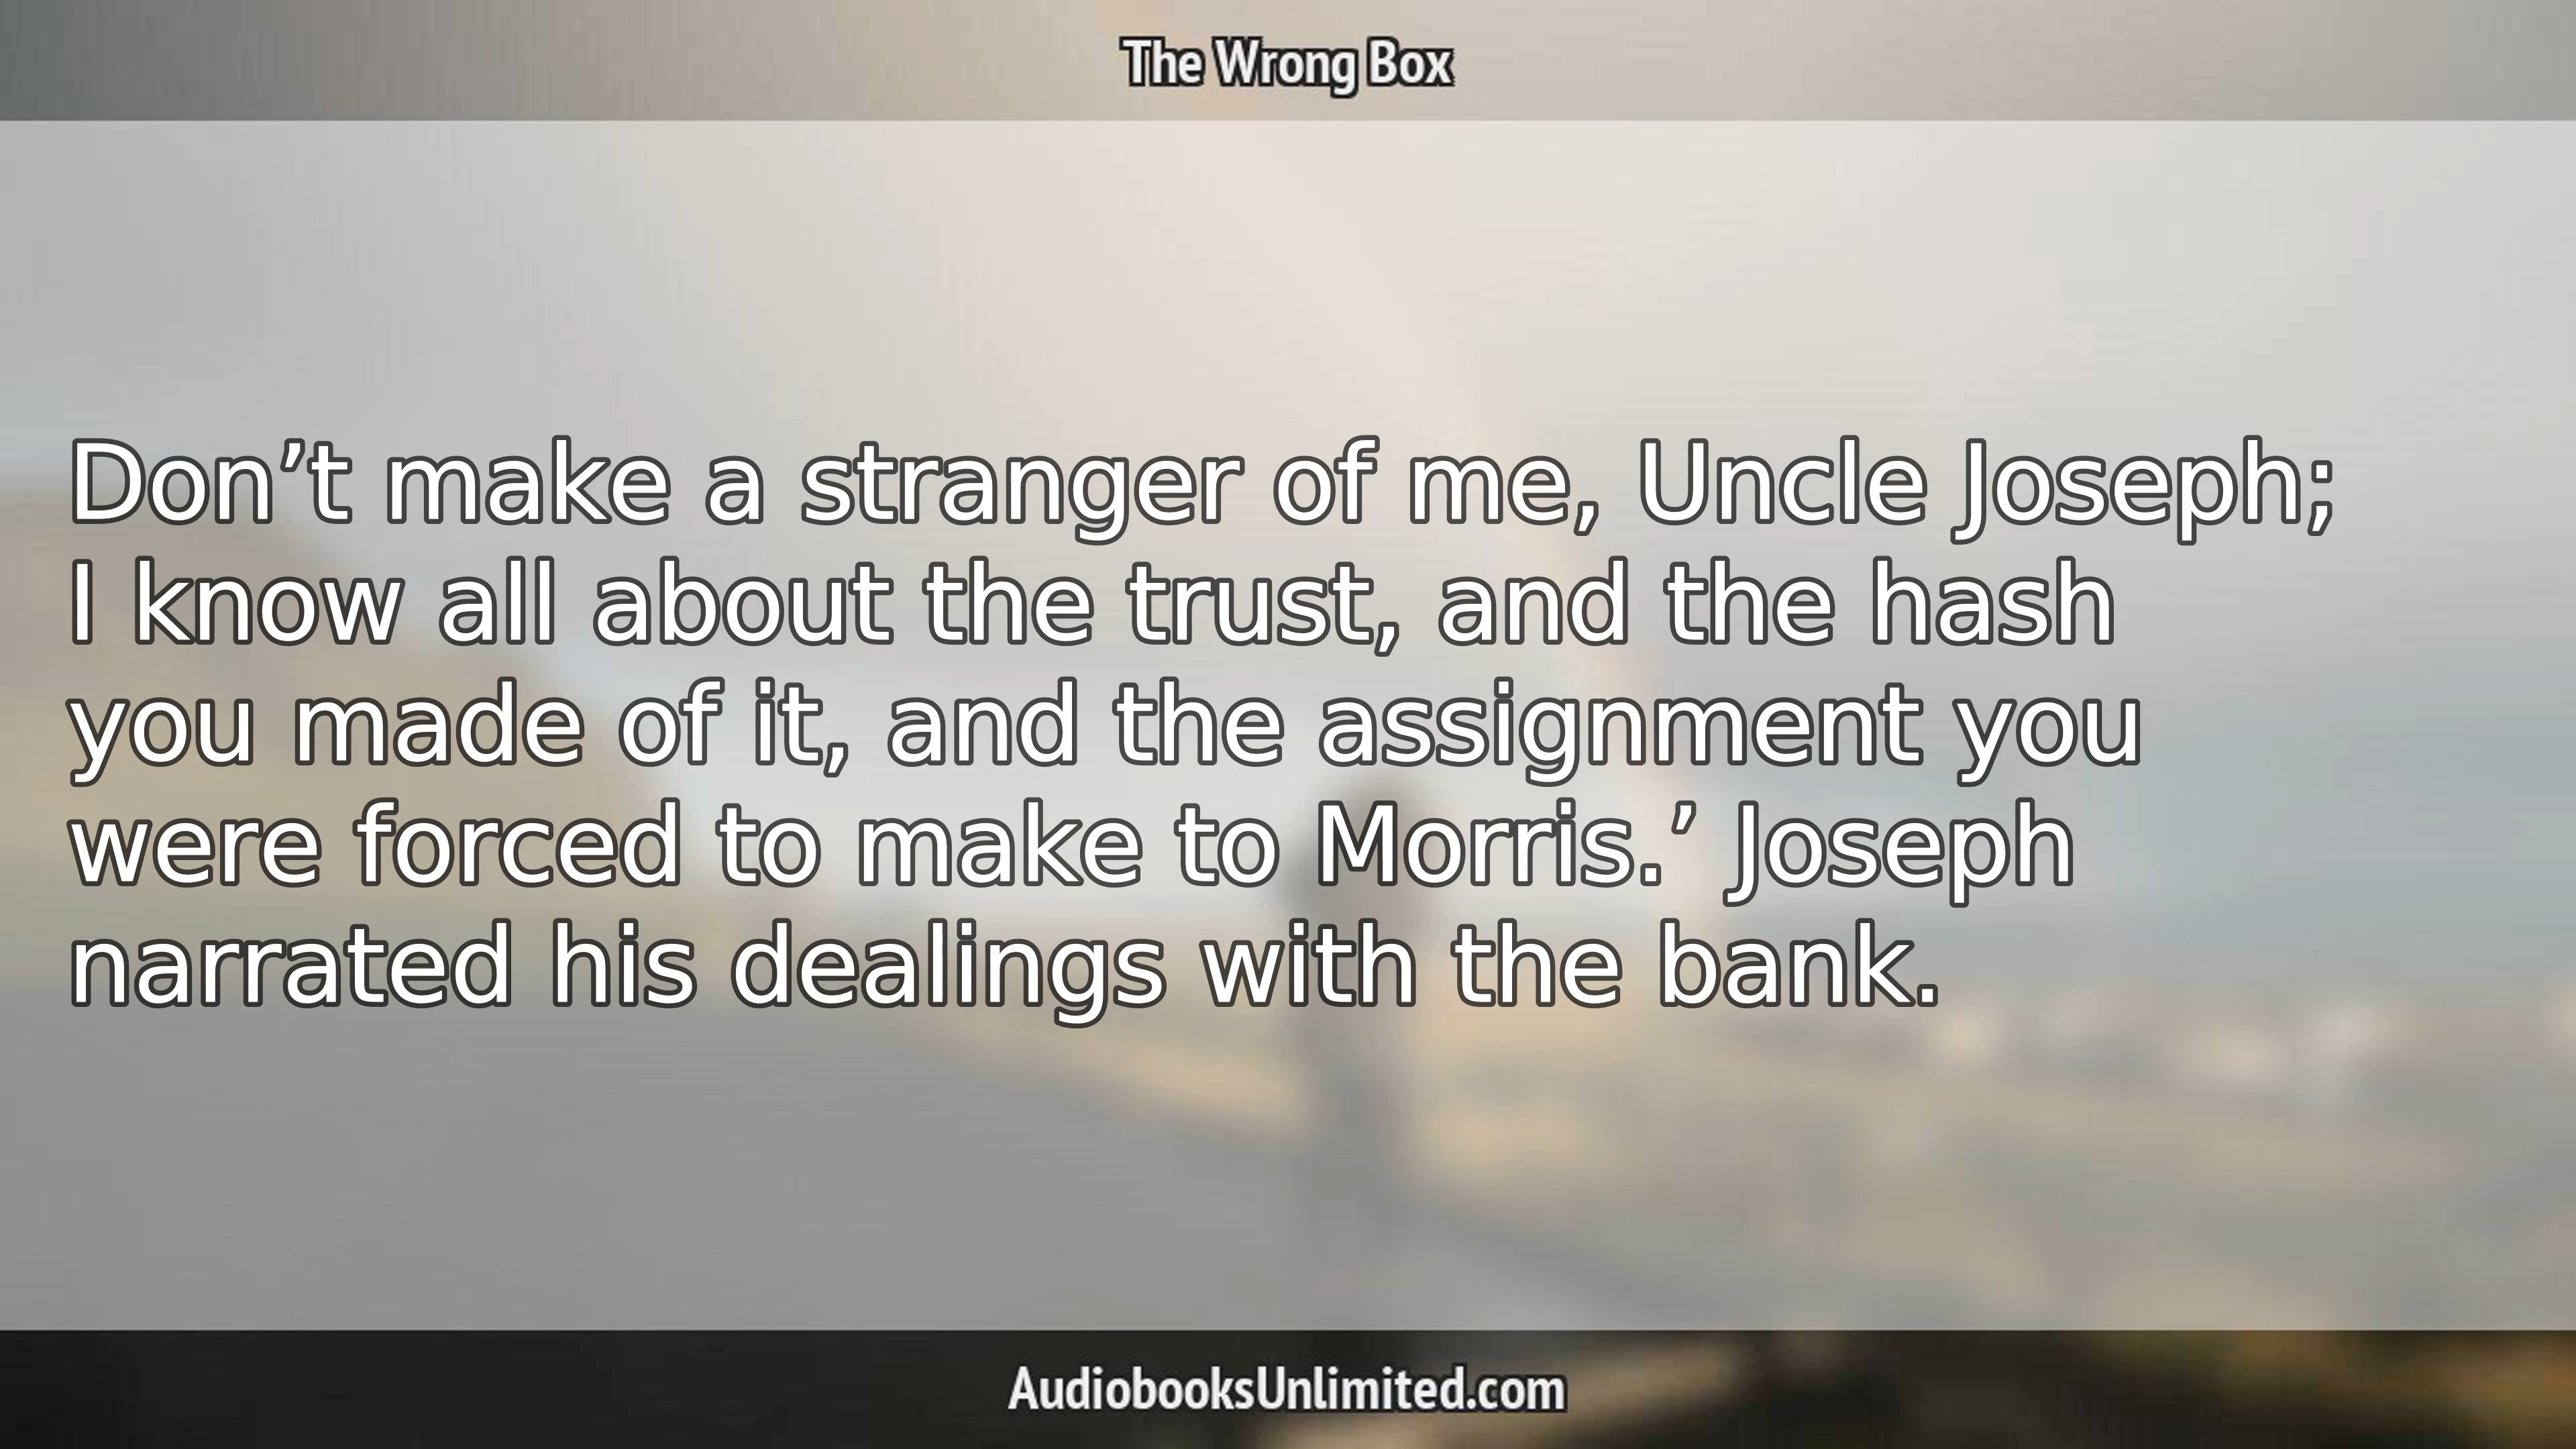 The Wrong Box
Don’t make a stranger of me, Uncle Joseph;
I know all about the trust, and the hash
you made of it, and the assignment you
were forced to make to Morris.’ Joseph
narrated his dealings with the bank.
AudiobooksUnlimited.com